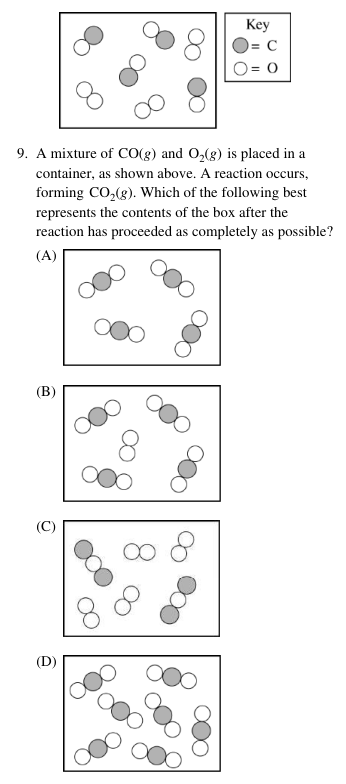 Key
= C
= O
9. A mixture of CO(g) and O₂(g) is placed in a
container, as shown above. A reaction occurs,
forming CO₂(g). Which of the following best
represents the contents of the box after the
reaction has proceeded as completely as possible?
(A)
(B)
(C)
(D)